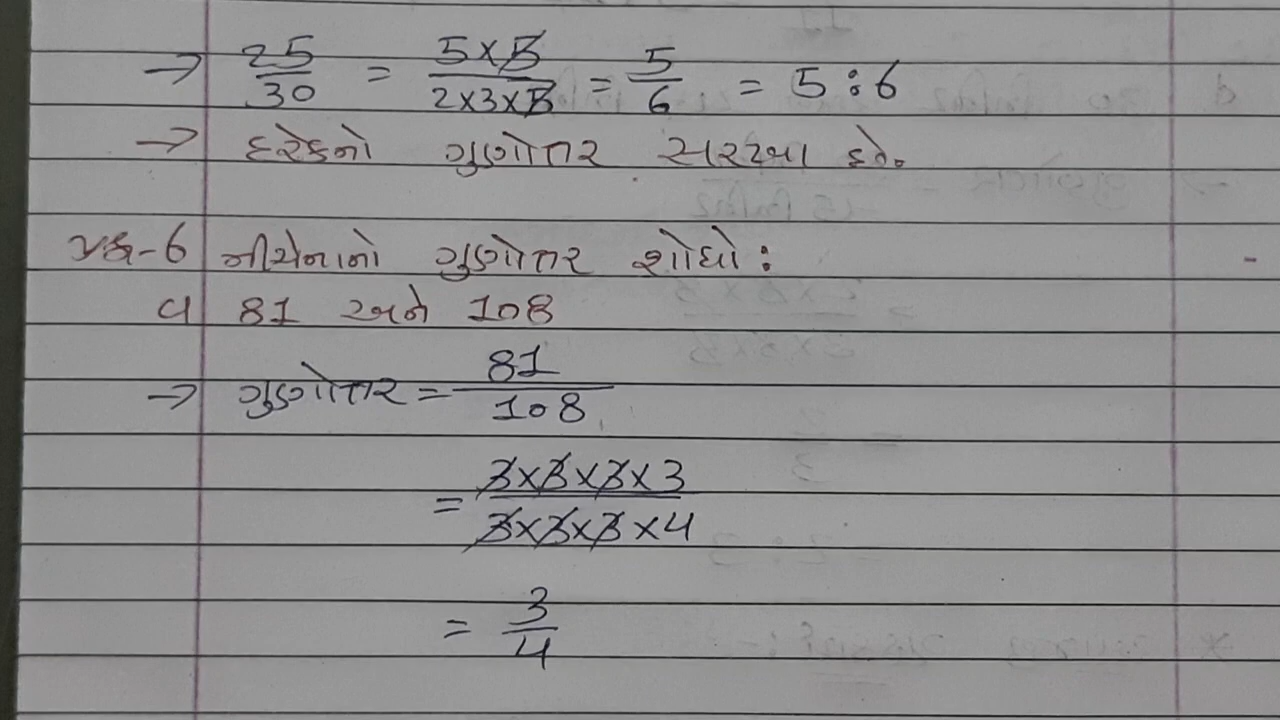 → 25/30 = 5×5/2×3×5 = 5/6 = 5:6
→ દરેકનો ગુણોત્તર સરખા છે.
પ્રશ્ન-6 નીચેનાનો ગુણોત્તર શોધો:
81 અને 108
→ ગુણોત્તર = 81/108
= 3×3×3×3/3×3×3×4
= 3/4